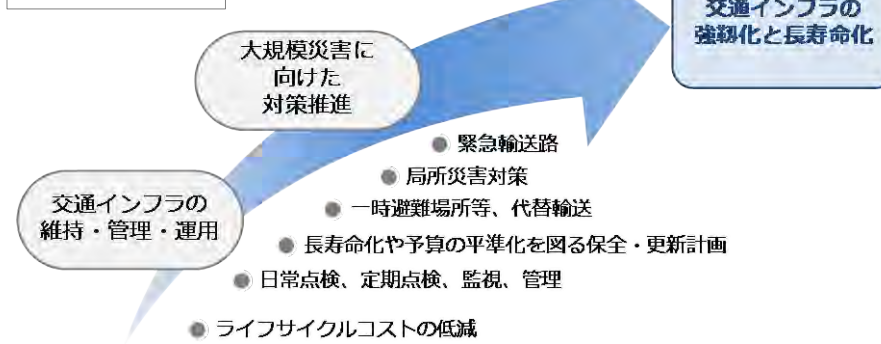 交通インフラの
強靱化と長寿命化
大規模災害に
向けた
対策推進
緊急輸送路
局所災害対策
一時避難場所等、代替輸送
交通インフラの
維持・管理・運用
長寿命化や予算の平準化を図る保全・更新計画
日常点検、定期点検、監視、管理
ライフサイクルコストの低減